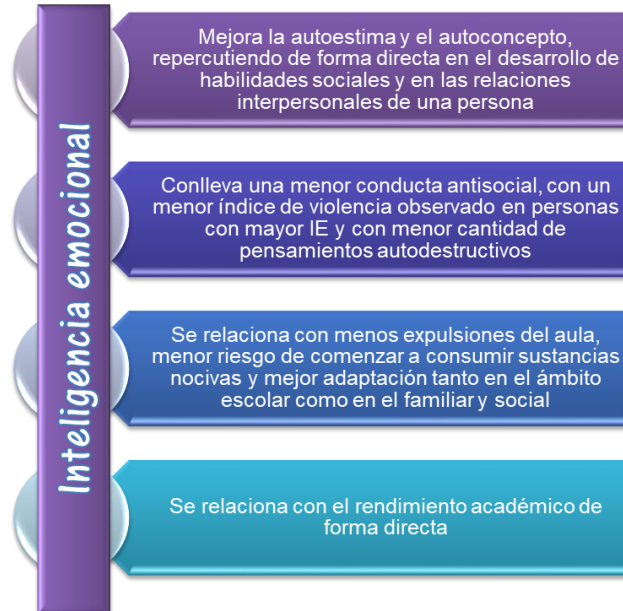 Inteligencia emocional
Mejora la autoestima y el autoconcepto,
repercutiendo de forma directa en el desarrollo de
habilidades sociales y en las relaciones
interpersonales de una persona
Conlleva una menor conducta antisocial, con un
menor índice de violencia observado en personas
con mayor IE y con menor cantidad de
pensamientos autodestructivos
Se relaciona con menos expulsiones del aula,
menor riesgo de comenzar a consumir sustancias
nocivas y mejor adaptación tanto en el ámbito
escolar como en el familiar y social
Se relaciona con el rendimiento académico de
forma directa